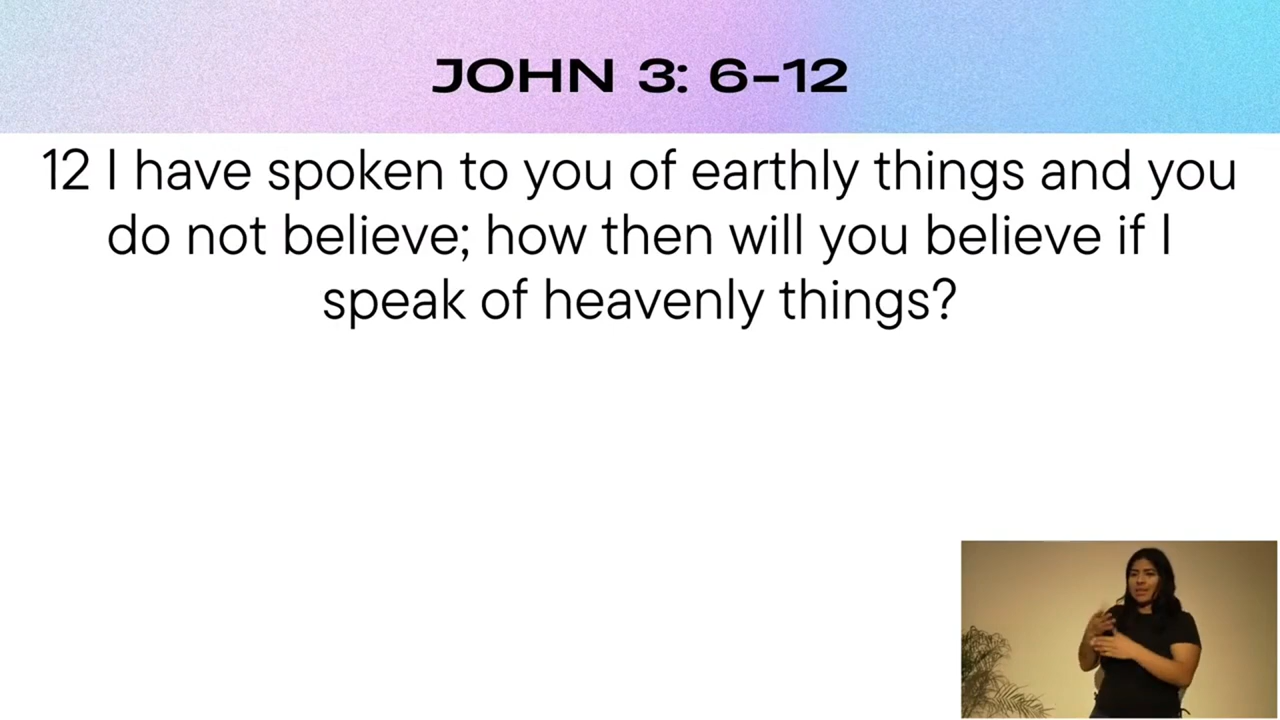 JOHN 3: 6–12
12 I have spoken to you of earthly things and you
do not believe; how then will you believe if I
speak of heavenly things?